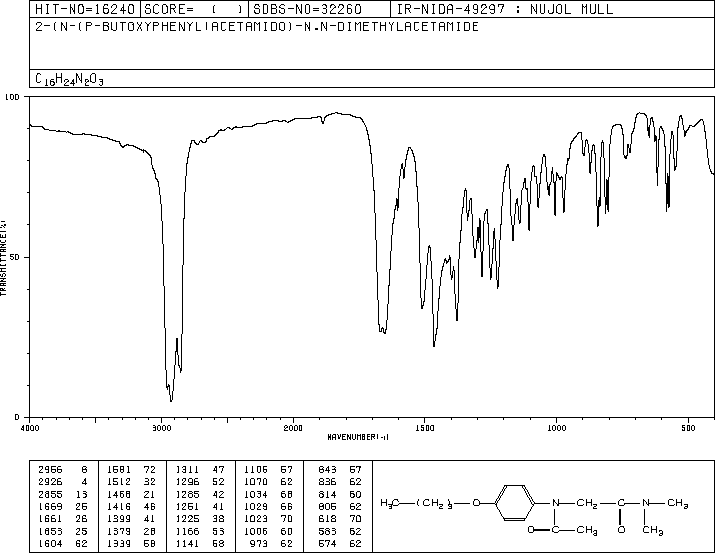 HIT-NO=16240 SCORE= ( ) SDBS-NO=32260 IR-NIDA-49297 : NUJOL MULL
2-(N-(P-BUTOXYPHENYL)ACETAMIDO)-N,N-DIMETHYLACETAMIDE
C16H24N2O3
100
50
0
TRANSMITTANCE(%)
4000 3000 2000 1500 1000 500
WAVENUMBER(-1)
2956 6 1581 72 1311 47 1106 57 843 57
2926 4 1512 32 1296 52 1070 62 836 62
2855 13 1468 21 1285 42 1034 68 814 60
1669 25 1416 46 1251 41 1029 66 806 62
1661 26 1399 41 1225 38 1023 70 618 70
1653 25 1379 28 1166 53 1006 60 583 62
1604 62 1339 58 1141 58 973 62 574 62
H3C—(CH2)3—O N—CH2—C—N—CH3
O=C—CH3 O CH3